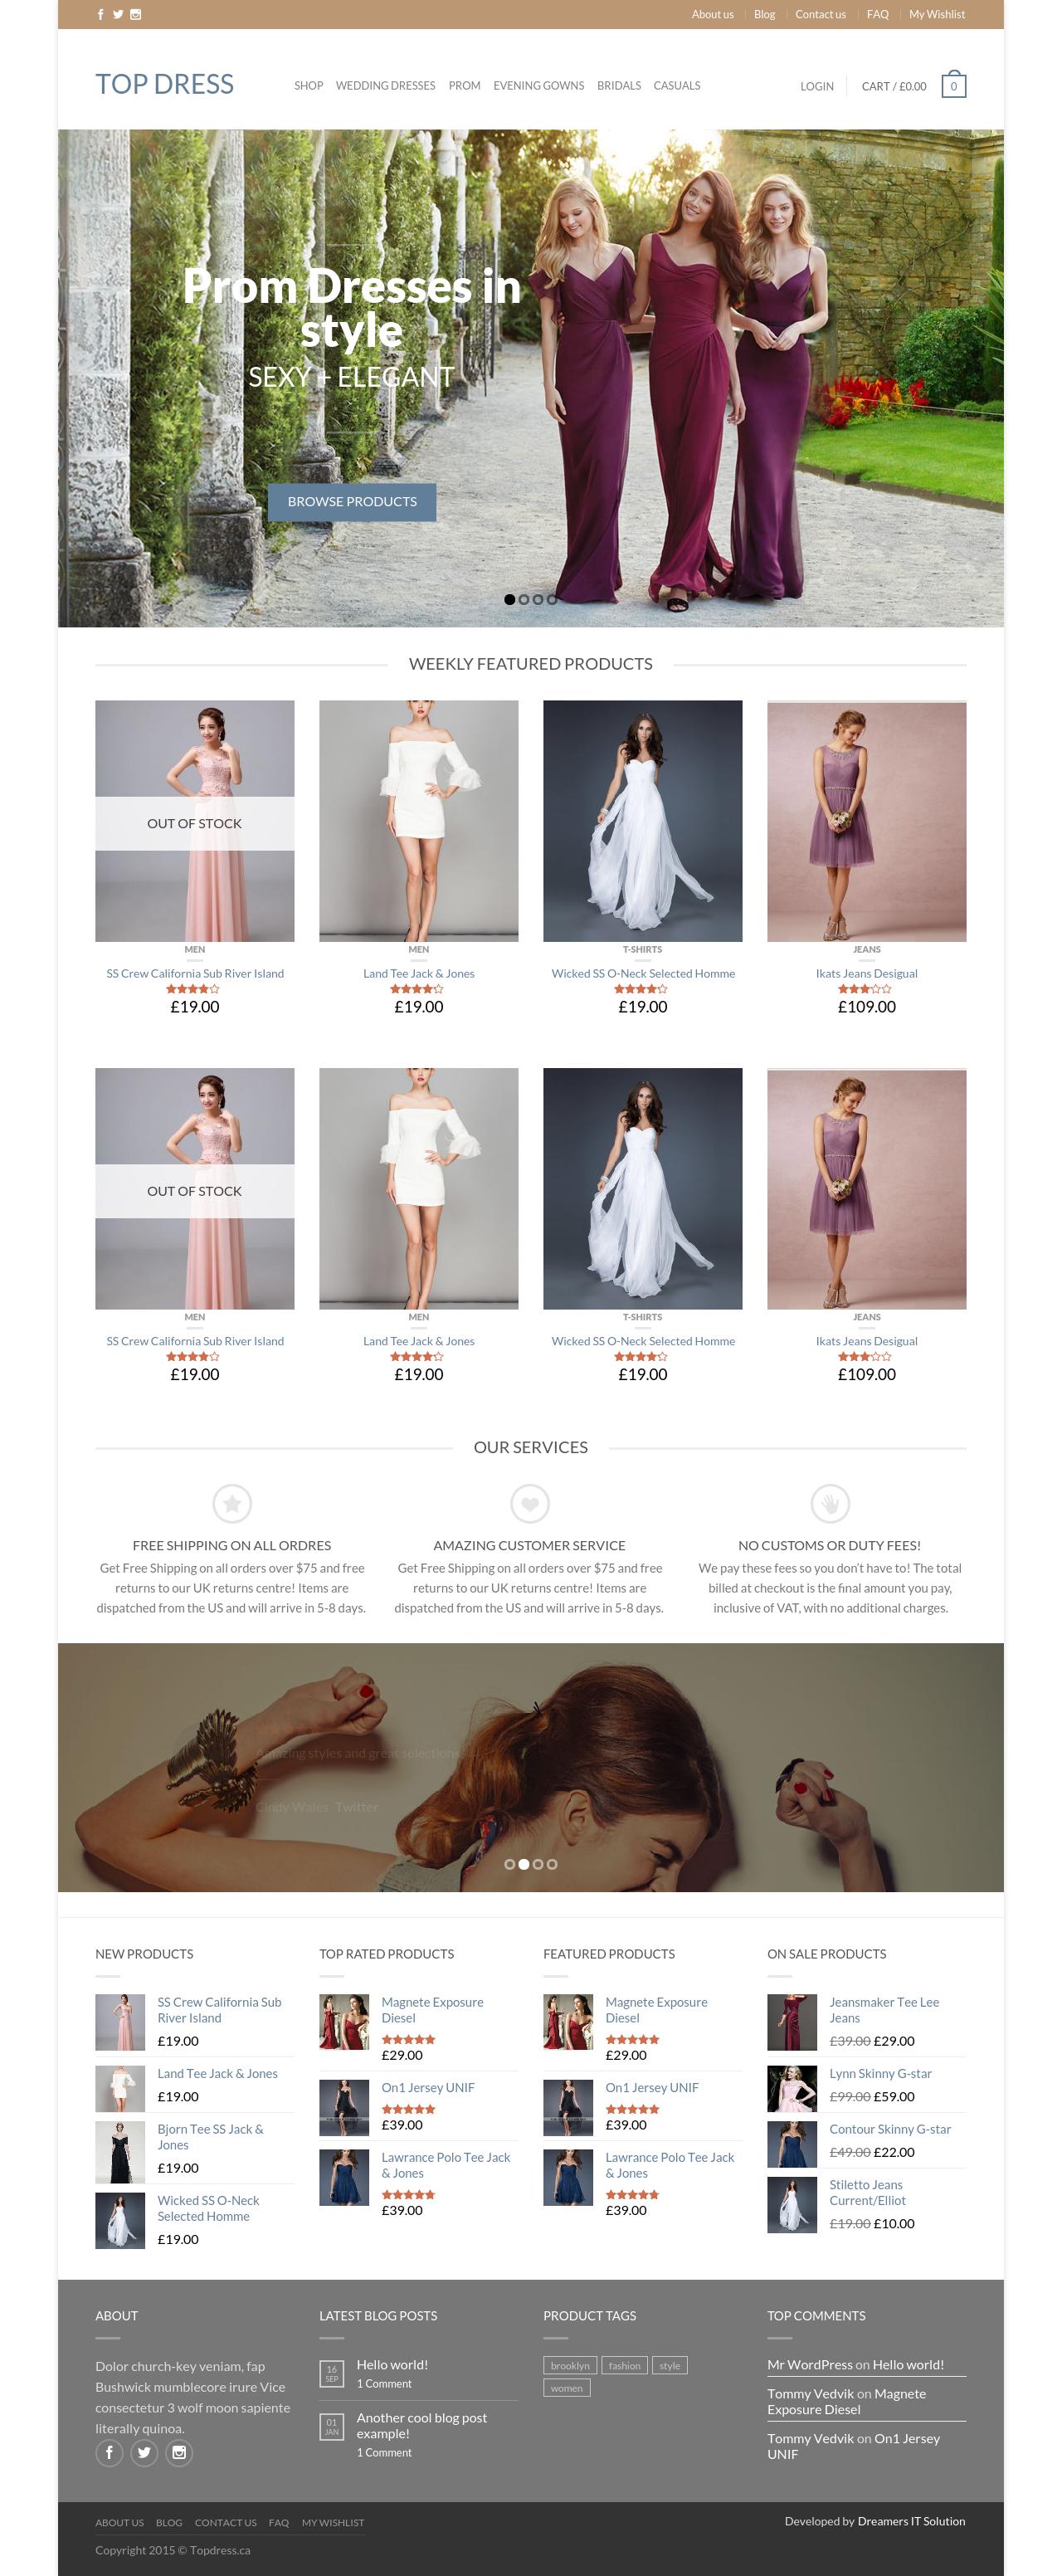 About us
Blog
Contact us
FAQ
My Wishlist
TOP DRESS
SHOP
WEDDING DRESSES
PROM
EVENING GOWNS
BRIDALS
CASUALS
LOGIN
CART / £0.00
0
Prom Dresses in
style
SEXY + ELEGANT
BROWSE PRODUCTS
WEEKLY FEATURED PRODUCTS
OUT OF STOCK
MEN
SS Crew California Sub River Island
£19.00
MEN
Land Tee Jack & Jones
£19.00
T-SHIRTS
Wicked SS O-Neck Selected Homme
£19.00
JEANS
Ikats Jeans Desigual
£109.00
OUT OF STOCK
MEN
SS Crew California Sub River Island
£19.00
MEN
Land Tee Jack & Jones
£19.00
T-SHIRTS
Wicked SS O-Neck Selected Homme
£19.00
JEANS
Ikats Jeans Desigual
£109.00
OUR SERVICES
FREE SHIPPING ON ALL ORDRES
Get Free Shipping on all orders over $75 and free
returns to our UK returns centre! Items are
dispatched from the US and will arrive in 5-8 days.
AMAZING CUSTOMER SERVICE
Get Free Shipping on all orders over $75 and free
returns to our UK returns centre! Items are
dispatched from the US and will arrive in 5-8 days.
NO CUSTOMS OR DUTY FEES!
We pay these fees so you don’t have to! The total
billed at checkout is the final amount you pay,
inclusive of VAT, with no additional charges.
Amazing styles and great selections
Cindy Wales Twitter
NEW PRODUCTS
SS Crew California Sub
River Island
£19.00
Land Tee Jack & Jones
£19.00
Bjorn Tee SS Jack &
Jones
£19.00
Wicked SS O-Neck
Selected Homme
£19.00
TOP RATED PRODUCTS
Magnete Exposure
Diesel
£29.00
On1 Jersey UNIF
£39.00
Lawrance Polo Tee Jack
& Jones
£39.00
FEATURED PRODUCTS
Magnete Exposure
Diesel
£29.00
On1 Jersey UNIF
£39.00
Lawrance Polo Tee Jack
& Jones
£39.00
ON SALE PRODUCTS
Jeansmaker Tee Lee
Jeans
£39.00 £29.00
Lynn Skinny G-star
£99.00 £59.00
Contour Skinny G-star
£49.00 £22.00
Stiletto Jeans
Current/Elliot
£19.00 £10.00
ABOUT
Dolor church-key veniam, fap
Bushwick mumblecore irure Vice
consectetur 3 wolf moon sapiente
literally quinoa.
LATEST BLOG POSTS
16
SEP
Hello world!
1 Comment
01
JAN
Another cool blog post
example!
1 Comment
PRODUCT TAGS
brooklyn
fashion
style
women
TOP COMMENTS
Mr WordPress on Hello world!
Tommy Vedvik on Magnete
Exposure Diesel
Tommy Vedvik on On1 Jersey
UNIF
ABOUT US
BLOG
CONTACT US
FAQ
MY WISHLIST
Developed by Dreamers IT Solution
Copyright 2015 © Topdress.ca